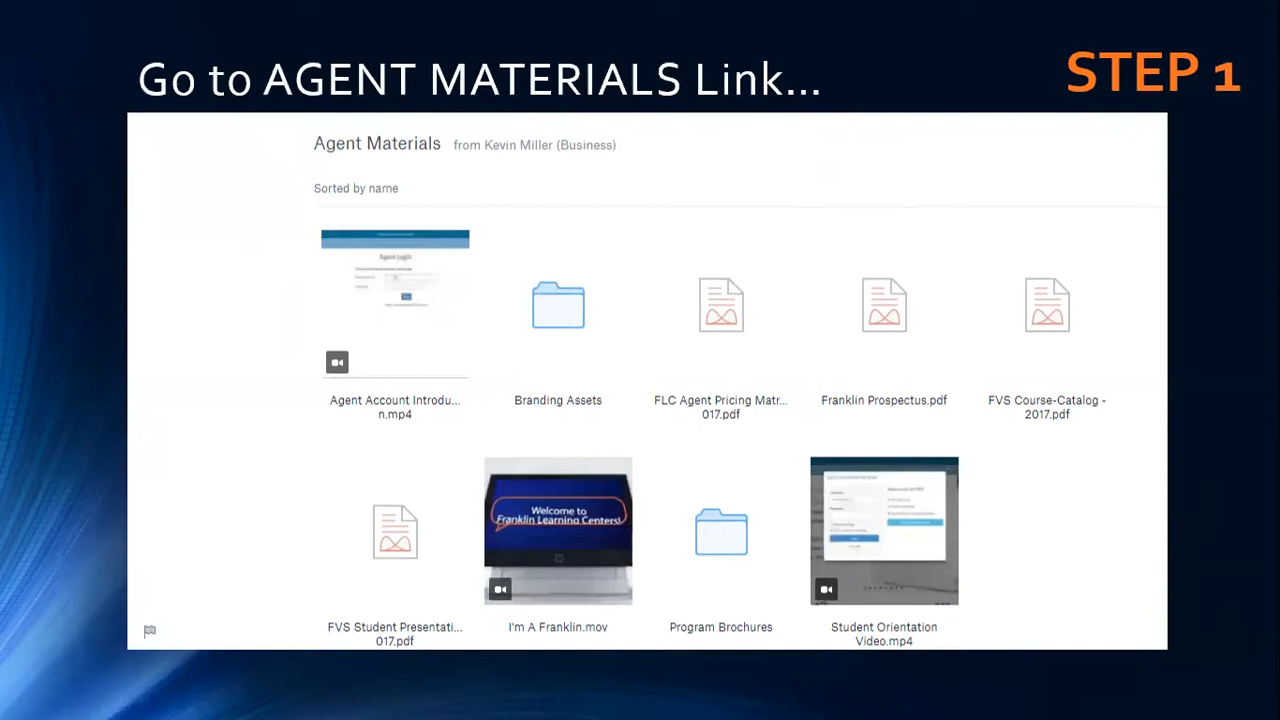 Go to AGENT MATERIALS Link...
STEP 1
Agent Materials from Kevin Miller (Business)
Sorted by name
Agent Login
Agent Account Introdu...
n.mp4
Branding Assets
FLC Agent Pricing Matr...
017.pdf
Franklin Prospectus.pdf
FVS Course-Catalog -
2017.pdf
Welcome to
Franklin Learning Centers!
FVS Student Presentati...
017.pdf
I'm A Franklin.mov
Program Brochures
Student Orientation
Video.mp4